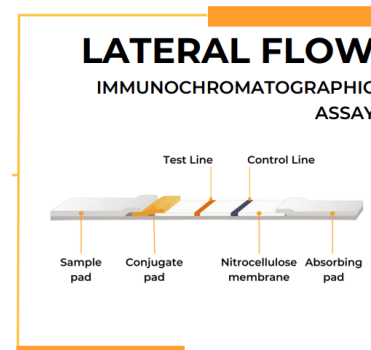 LATERAL FLOW
IMMUNOCHROMATOGRAPHIC
ASSAY
Test Line
Control Line
Sample
pad
Conjugate
pad
Nitrocellulose
membrane
Absorbing
pad